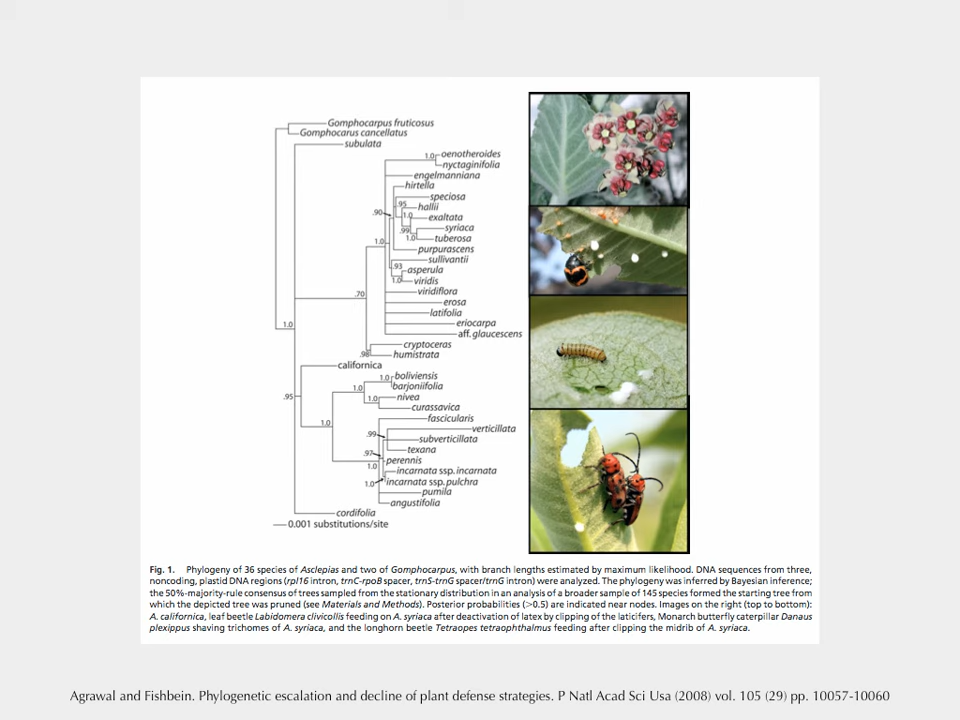 Gomphocarpus fruticosus
Gomphocarus cancellatus
subulata
1.0
oenotheroides
nyctaginifolia
engelmanniana
hirtella
speciosa
.95
hallii
.90
1.0
exaltata
.99
syriaca
1.0
tuberosa
1.0
purpurascens
sullivantii
.93
asperula
1.0
viridis
.70
viridiflora
erosa
latifolia
1.0
eriocarpa
aff. glaucescens
cryptoceras
.98
humistrata
californica
1.0
boliviensis
1.0
barjoniifolia
.95
1.0
nivea
curassavica
1.0
fascicularis
verticillata
.99
subverticillata
texana
.97
perennis
1.0
incarnata ssp. incarnata
1.0
incarnata ssp. pulchra
pumila
angustifolia
cordifolia
0.001 substitutions/site
Fig. 1. Phylogeny of 36 species of Asclepias and two of Gomphocarpus, with branch lengths estimated by maximum likelihood. DNA sequences from three,
noncoding, plastid DNA regions (rpl16 intron, trnC-rpoB spacer, trnS-trnG spacer/trnG intron) were analyzed. The phylogeny was inferred by Bayesian inference;
the 50%-majority-rule consensus of trees sampled from the stationary distribution in an analysis of a broader sample of 145 species formed the starting tree from
which the depicted tree was pruned (see Materials and Methods). Posterior probabilities (>0.5) are indicated near nodes. Images on the right (top to bottom):
A. californica, leaf beetle Labidomera clivicollis feeding on A. syriaca after deactivation of latex by clipping of the laticifers, Monarch butterfly caterpillar Danaus
plexippus shaving trichomes of A. syriaca, and the longhorn beetle Tetraopes tetraophthalmus feeding after clipping the midrib of A. syriaca.
Agrawal and Fishbein. Phylogenetic escalation and decline of plant defense strategies. P Natl Acad Sci Usa (2008) vol. 105 (29) pp. 10057-10060